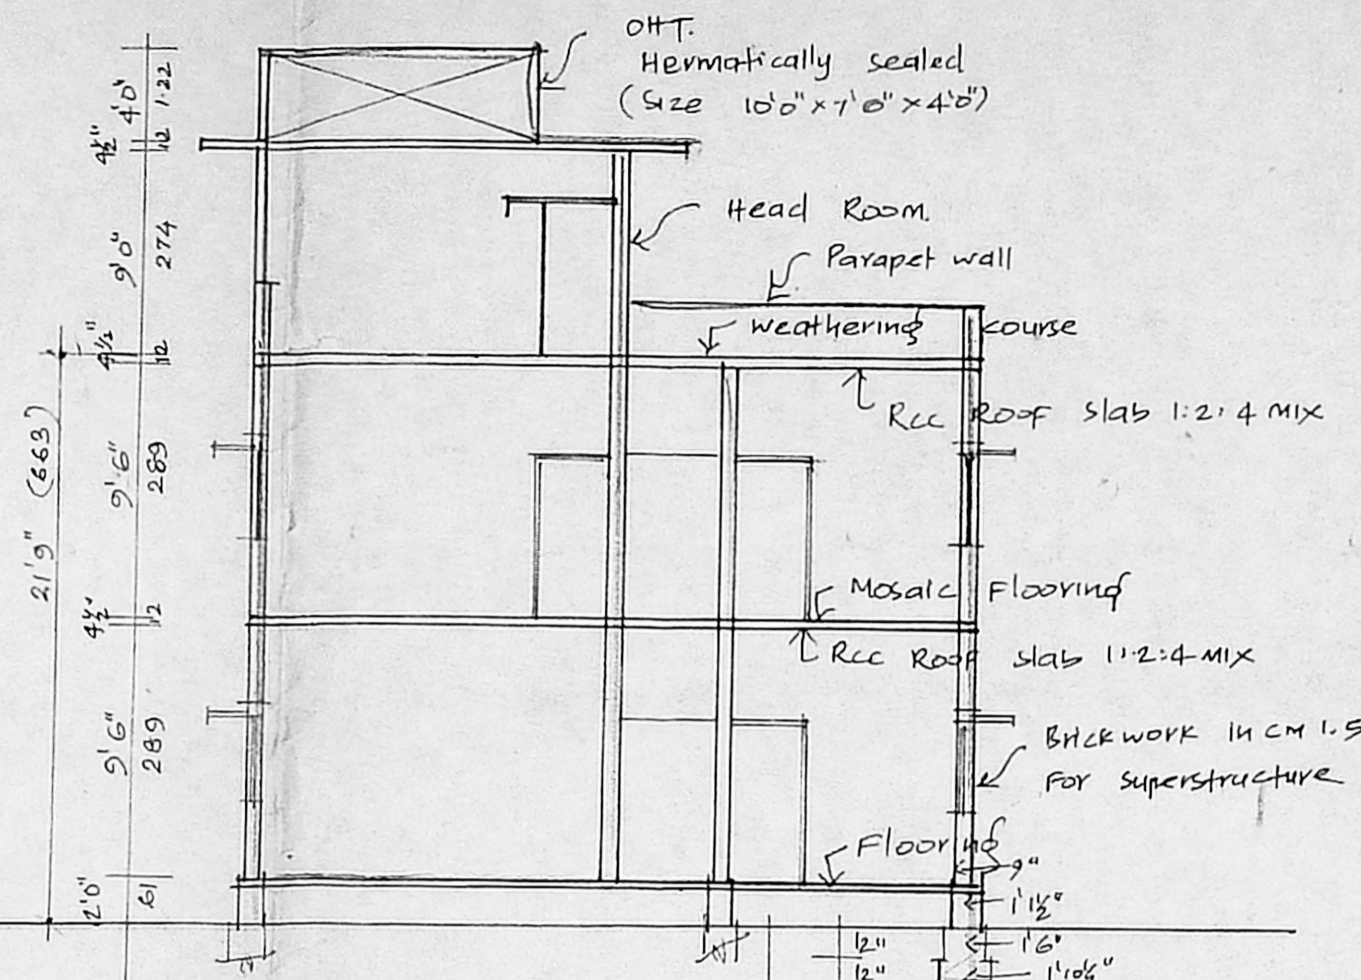 OHT.
Hermatically sealed
(Size 10'0" x 7'0" x 4'0")
Head Room.
Parapet wall
weathering course
Rcc Roof slab 1:2:4 mix
Mosaic Flooring
Rcc Roof slab 1:2:4 mix
Brickwork in cm 1:5
For superstructure
Flooring
9"
1'1½"
1'6"
1'10½"
12"
12"
4'0" 1.22
4½" 12
9'0" 274
4½" 12
9'6" 289
4½" 12
9'6" 289
2'0" 61
21'9" (663)